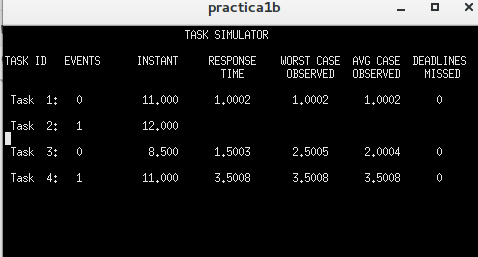 practica1b
TASK SIMULATOR
TASK ID EVENTS INSTANT RESPONSE WORST CASE AVG CASE DEADLINES
TIME OBSERVED OBSERVED MISSED
Task 1: 0 11.000 1.0002 1.0002 1.0002 0
Task 2: 1 12.000
Task 3: 0 8.500 1.5003 2.5005 2.0004 0
Task 4: 1 11.000 3.5008 3.5008 3.5008 0